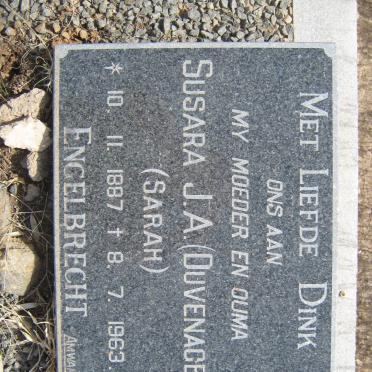 MET LIEFDE DINK
ONS AAN
MY MOEDER EN OUMA
SUSARA J.A. (DUVENAGE
(SARAH)
* 10. 11. 1887 † 8. 7. 1963.
ENGELBRECHT